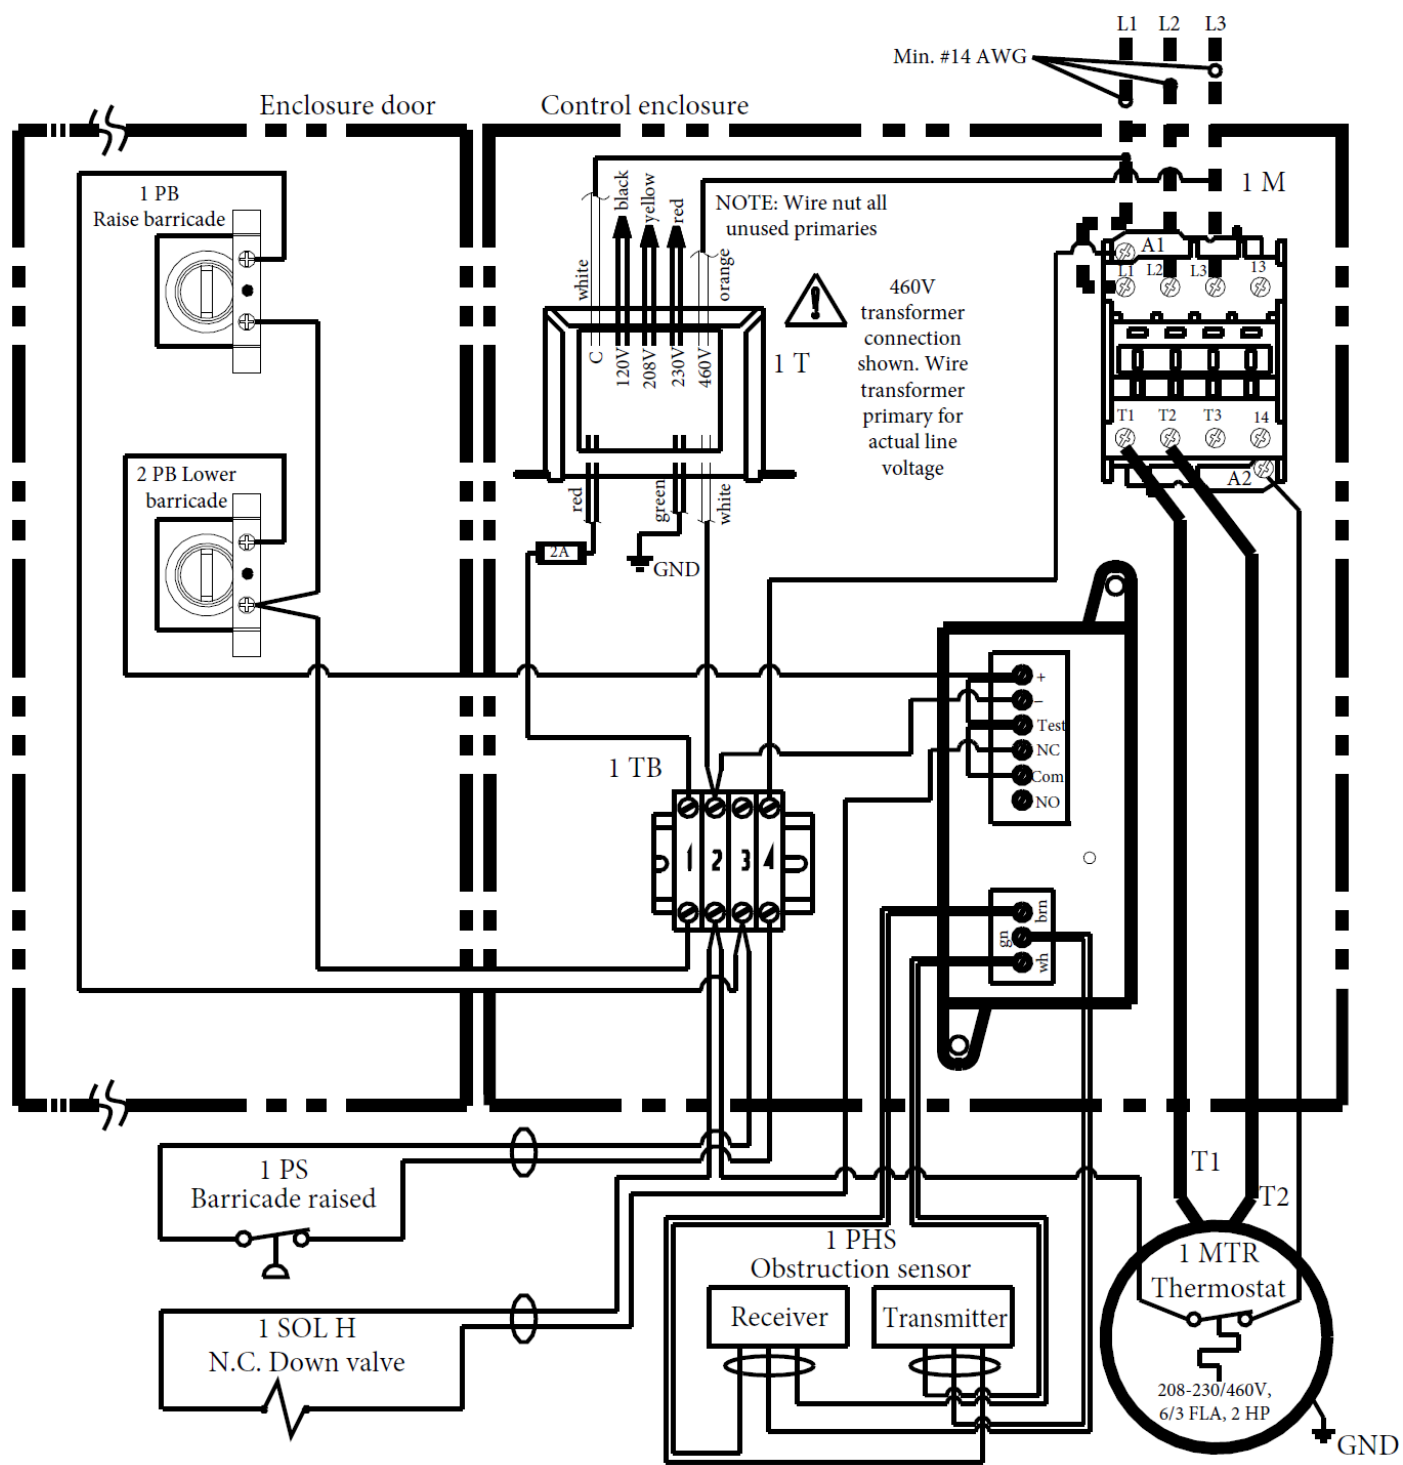 L1 L2 L3
Min. #14 AWG
Enclosure door
Control enclosure
1 PB
Raise barricade
black
yellow
red
NOTE: Wire nut all
unused primaries
1 M
white
orange
A1
L1
L2
L3
13
460V
transformer
connection
shown. Wire
transformer
primary for
actual line
voltage
C
120V
208V
230V
460V
1 T
T1
T2
T3
14
A2
2 PB Lower
barricade
red
green
white
2A
GND
+
–
Test
NC
Com
NO
1 TB
1
2
3
4
brn
gn
wh
1 PS
Barricade raised
T1
T2
1 PHS
Obstruction sensor
1 MTR
Thermostat
Receiver
Transmitter
1 SOL H
N.C. Down valve
208-230/460V,
6/3 FLA, 2 HP
GND